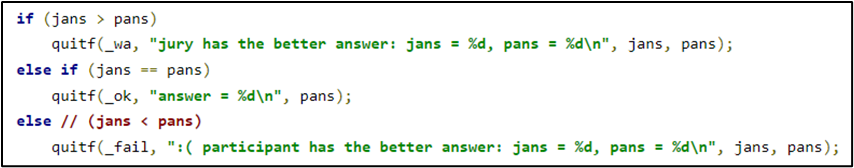 if (jans > pans)
quitf(_wa, "jury has the better answer: jans = %d, pans = %d\n", jans, pans);
else if (jans == pans)
quitf(_ok, "answer = %d\n", pans);
else // (jans < pans)
quitf(_fail, ":( participant has the better answer: jans = %d, pans = %d\n", jans, pans);